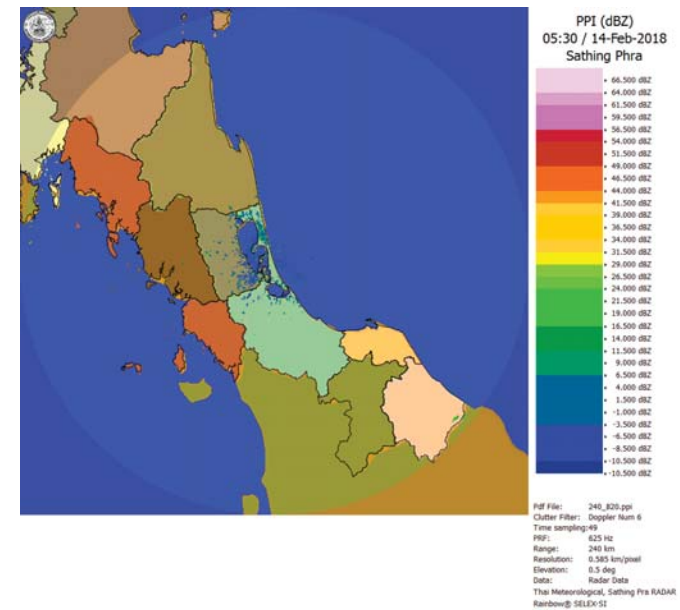 PPI (dBZ)
05:30 / 14-Feb-2018
Sathing Phra
66.500 dBZ
64.000 dBZ
61.500 dBZ
59.500 dBZ
56.500 dBZ
54.000 dBZ
51.500 dBZ
49.000 dBZ
46.500 dBZ
44.000 dBZ
41.500 dBZ
39.000 dBZ
36.500 dBZ
34.000 dBZ
31.500 dBZ
29.000 dBZ
26.500 dBZ
24.000 dBZ
21.500 dBZ
19.000 dBZ
16.500 dBZ
14.000 dBZ
11.500 dBZ
9.000 dBZ
6.500 dBZ
4.000 dBZ
1.500 dBZ
-1.000 dBZ
-3.500 dBZ
-6.500 dBZ
-8.500 dBZ
-10.500 dBZ
-10.500 dBZ
Pdf File: 240_820.ppi
Clutter Filter: Doppler Num 6
Time sampling:49
PRF: 625 Hz
Range: 240 km
Resolution: 0.585 km/pixel
Elevation: 0.5 deg
Data: Radar Data
Thai Meteorological, Sathing Pra RADAR
Rainbow® SELEX-SI